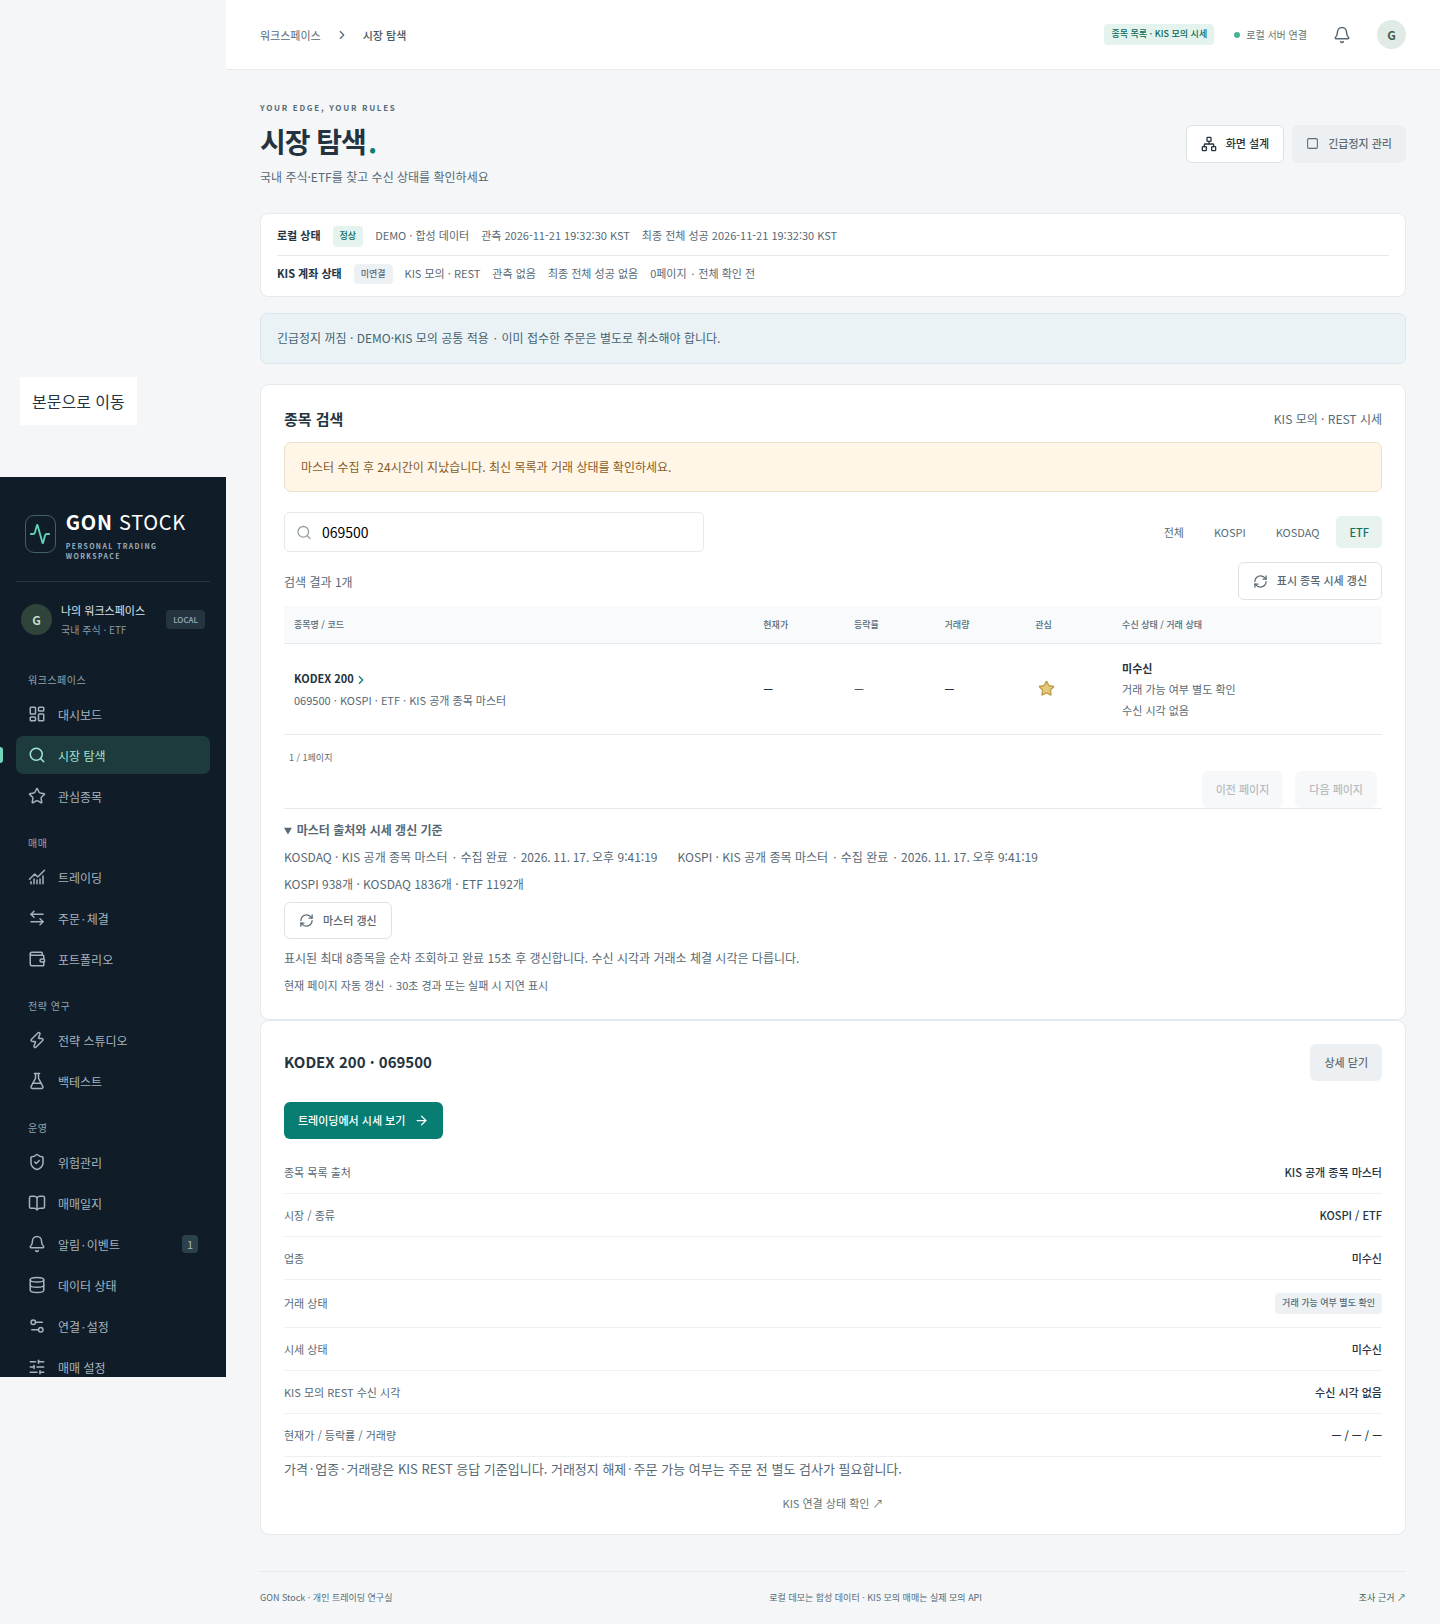 워크스페이스 > 시장 탐색
종목 목록 · KIS 모의 시세
로컬 서버 연결
G
YOUR EDGE, YOUR RULES
시장 탐색.
국내 주식·ETF를 찾고 수신 상태를 확인하세요
화면 설계
긴급정지 관리
로컬 상태 정상 DEMO · 합성 데이터 관측 2026-11-21 19:32:30 KST 최종 전체 성공 2026-11-21 19:32:30 KST
KIS 계좌 상태 미연결 KIS 모의 · REST 관측 없음 최종 전체 성공 없음 0페이지 · 전체 확인 전
긴급정지 꺼짐 · DEMO·KIS 모의 공통 적용 · 이미 접수한 주문은 별도로 취소해야 합니다.
본문으로 이동
GON STOCK
PERSONAL TRADING
WORKSPACE
G
나의 워크스페이스
국내 주식 · ETF
LOCAL
워크스페이스
대시보드
시장 탐색
관심종목
매매
트레이딩
주문·체결
포트폴리오
전략 연구
전략 스튜디오
백테스트
운영
위험관리
매매일지
알림·이벤트 1
데이터 상태
연결·설정
매매 설정
종목 검색
KIS 모의 · REST 시세
마스터 수집 후 24시간이 지났습니다. 최신 목록과 거래 상태를 확인하세요.
069500
전체 KOSPI KOSDAQ ETF
검색 결과 1개
표시 종목 시세 갱신
종목명 / 코드 현재가 등락률 거래량 관심 수신 상태 / 거래 상태
KODEX 200 >
069500 · KOSPI · ETF · KIS 공개 종목 마스터
— — —
미수신
거래 가능 여부 별도 확인
수신 시각 없음
1 / 1페이지
이전 페이지 다음 페이지
▼ 마스터 출처와 시세 갱신 기준
KOSDAQ · KIS 공개 종목 마스터 · 수집 완료 · 2026. 11. 17. 오후 9:41:19 KOSPI · KIS 공개 종목 마스터 · 수집 완료 · 2026. 11. 17. 오후 9:41:19
KOSPI 938개 · KOSDAQ 1836개 · ETF 1192개
마스터 갱신
표시된 최대 8종목을 순차 조회하고 완료 15초 후 갱신합니다. 수신 시각과 거래소 체결 시각은 다릅니다.
현재 페이지 자동 갱신 · 30초 경과 또는 실패 시 지연 표시
KODEX 200 · 069500
상세 닫기
트레이딩에서 시세 보기 →
종목 목록 출처 KIS 공개 종목 마스터
시장 / 종류 KOSPI / ETF
업종 미수신
거래 상태 거래 가능 여부 별도 확인
시세 상태 미수신
KIS 모의 REST 수신 시각 수신 시각 없음
현재가 / 등락률 / 거래량 — / — / —
가격·업종·거래량은 KIS REST 응답 기준입니다. 거래정지 해제·주문 가능 여부는 주문 전 별도 검사가 필요합니다.
KIS 연결 상태 확인 ↗
GON Stock · 개인 트레이딩 연구실
로컬 데모는 합성 데이터 · KIS 모의 매매는 실제 모의 API
조사 근거 ↗